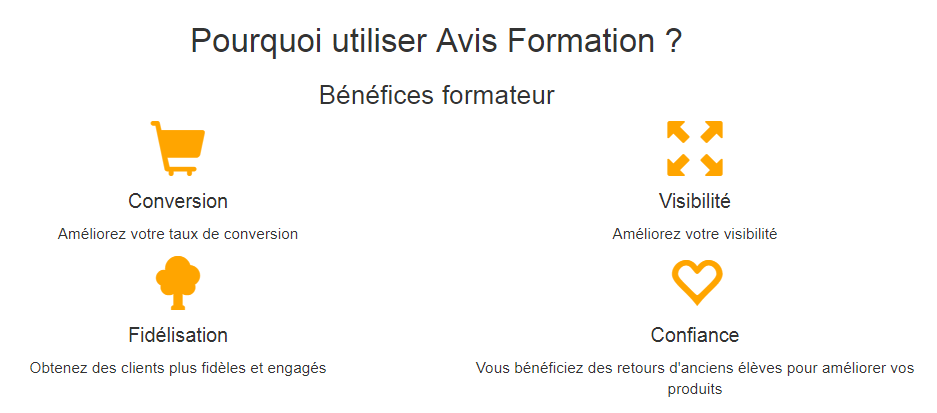 Pourquoi utiliser Avis Formation ?
Bénéfices formateur
Conversion
Améliorez votre taux de conversion
Visibilité
Améliorez votre visibilité
Fidélisation
Obtenez des clients plus fidèles et engagés
Confiance
Vous bénéficiez des retours d'anciens élèves pour améliorer vos
produits